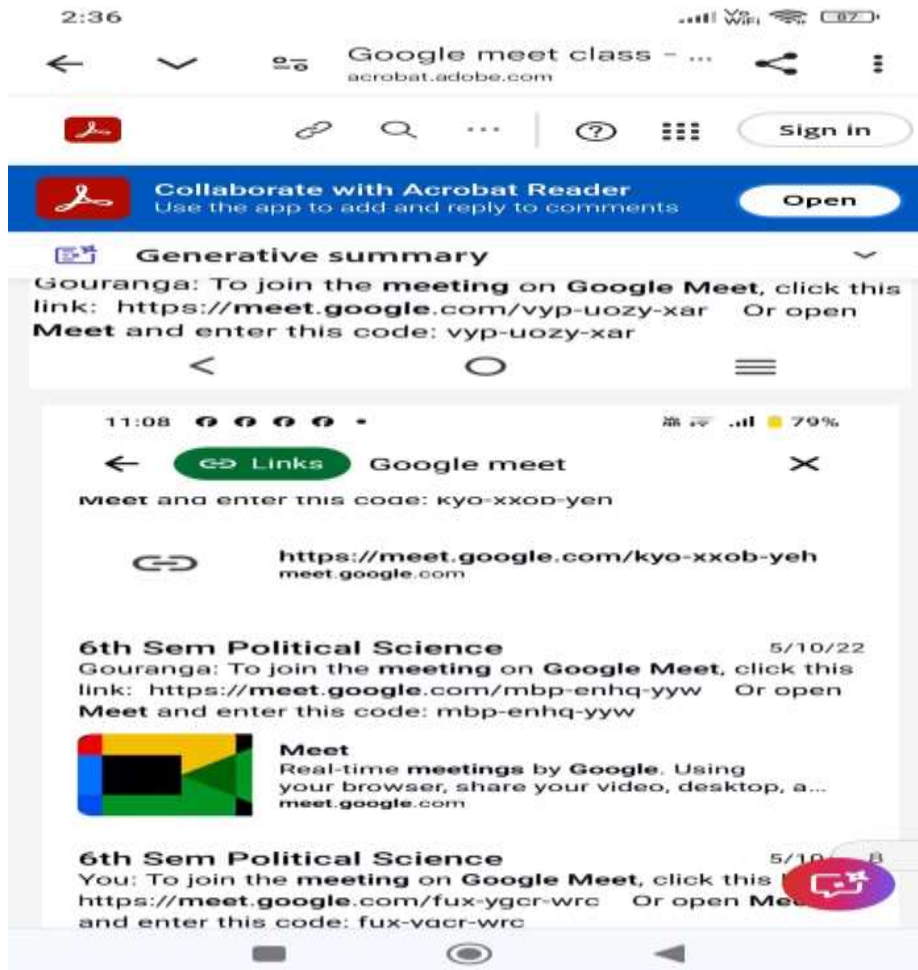 2:36
Vo WiFi 87
Google meet class - ...
acrobat.adobe.com
Sign in
Collaborate with Acrobat Reader
Use the app to add and reply to comments
Open
Generative summary
Gouranga: To join the meeting on Google Meet, click this
link: https://meet.google.com/vyp-uozy-xar Or open
Meet and enter this code: vyp-uozy-xar
11:08 79%
Links Google meet
Meet and enter this code: kyo-xxob-yeh
https://meet.google.com/kyo-xxob-yeh
meet.google.com
6th Sem Political Science 5/10/22
Gouranga: To join the meeting on Google Meet, click this
link: https://meet.google.com/mbp-enhq-yyw Or open
Meet and enter this code: mbp-enhq-yyw
Meet
Real-time meetings by Google. Using
your browser, share your video, desktop, a...
meet.google.com
6th Sem Political Science 5/10
You: To join the meeting on Google Meet, click this
https://meet.google.com/fux-ygcr-wrc Or open
and enter this code: fux-ygcr-wrc